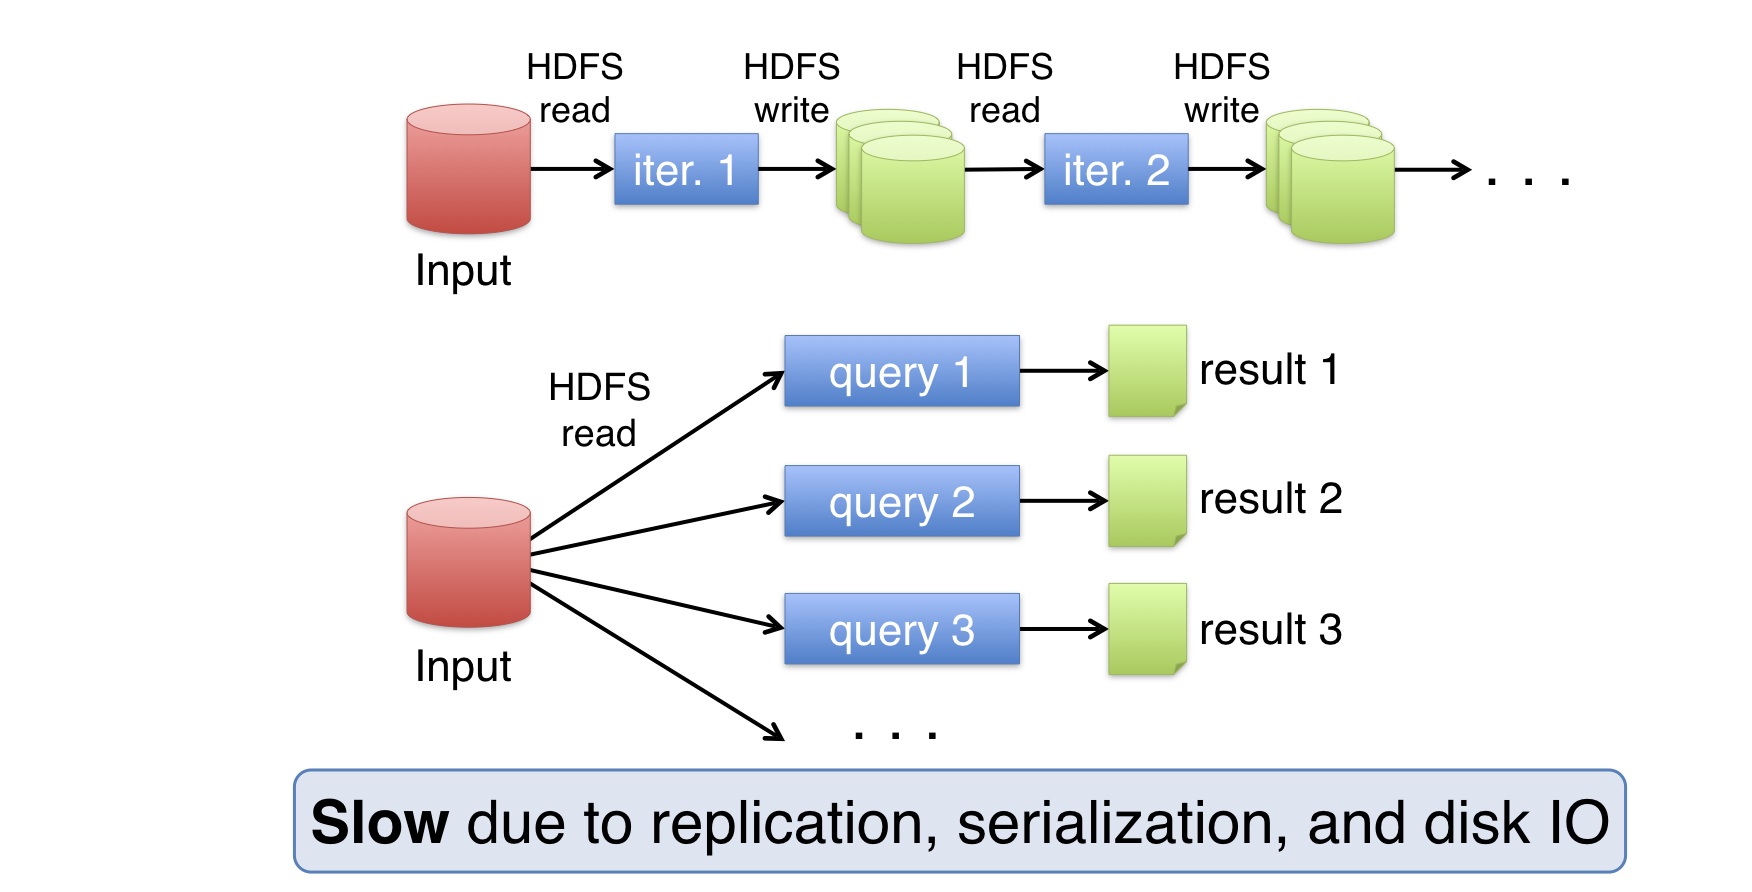 HDFS read
HDFS write
HDFS read
HDFS write
iter. 1
iter. 2
. . .
Input
HDFS read
query 1
result 1
query 2
result 2
query 3
result 3
Input
. . .
Slow due to replication, serialization, and disk IO